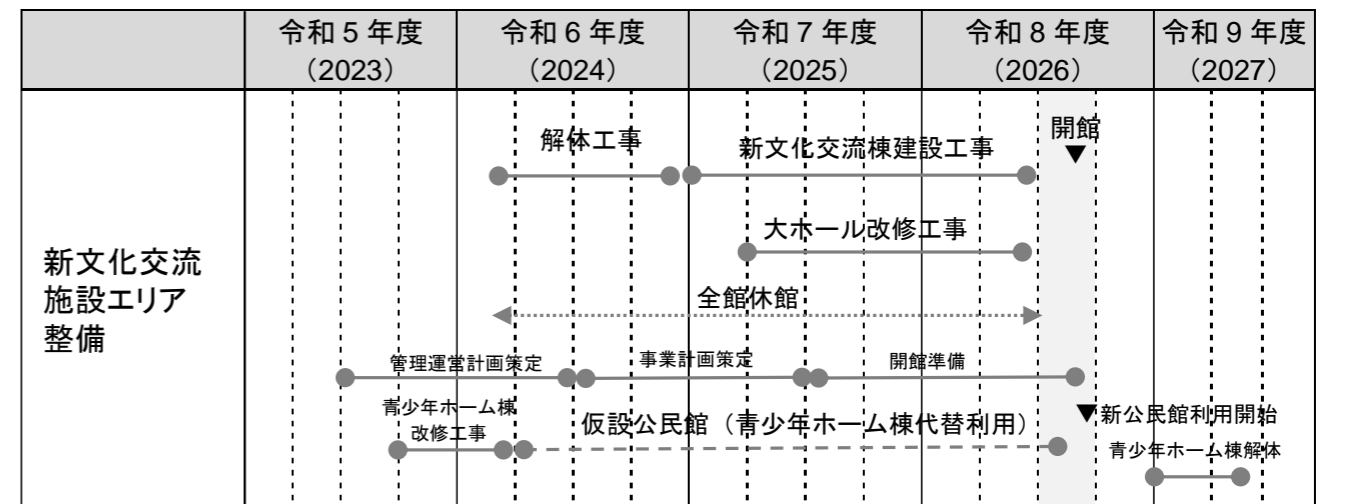 令和5年度 令和6年度 令和7年度 令和8年度 令和9年度
（2023） （2024） （2025） （2026） （2027）
開館
解体工事 新文化交流棟建設工事
大ホール改修工事
新文化交流
施設エリア
整備
全館休館
管理運営計画策定 事業計画策定 開館準備
青少年ホーム棟
改修工事
仮設公民館（青少年ホーム棟代替利用）
新公民館利用開始
青少年ホーム棟解体